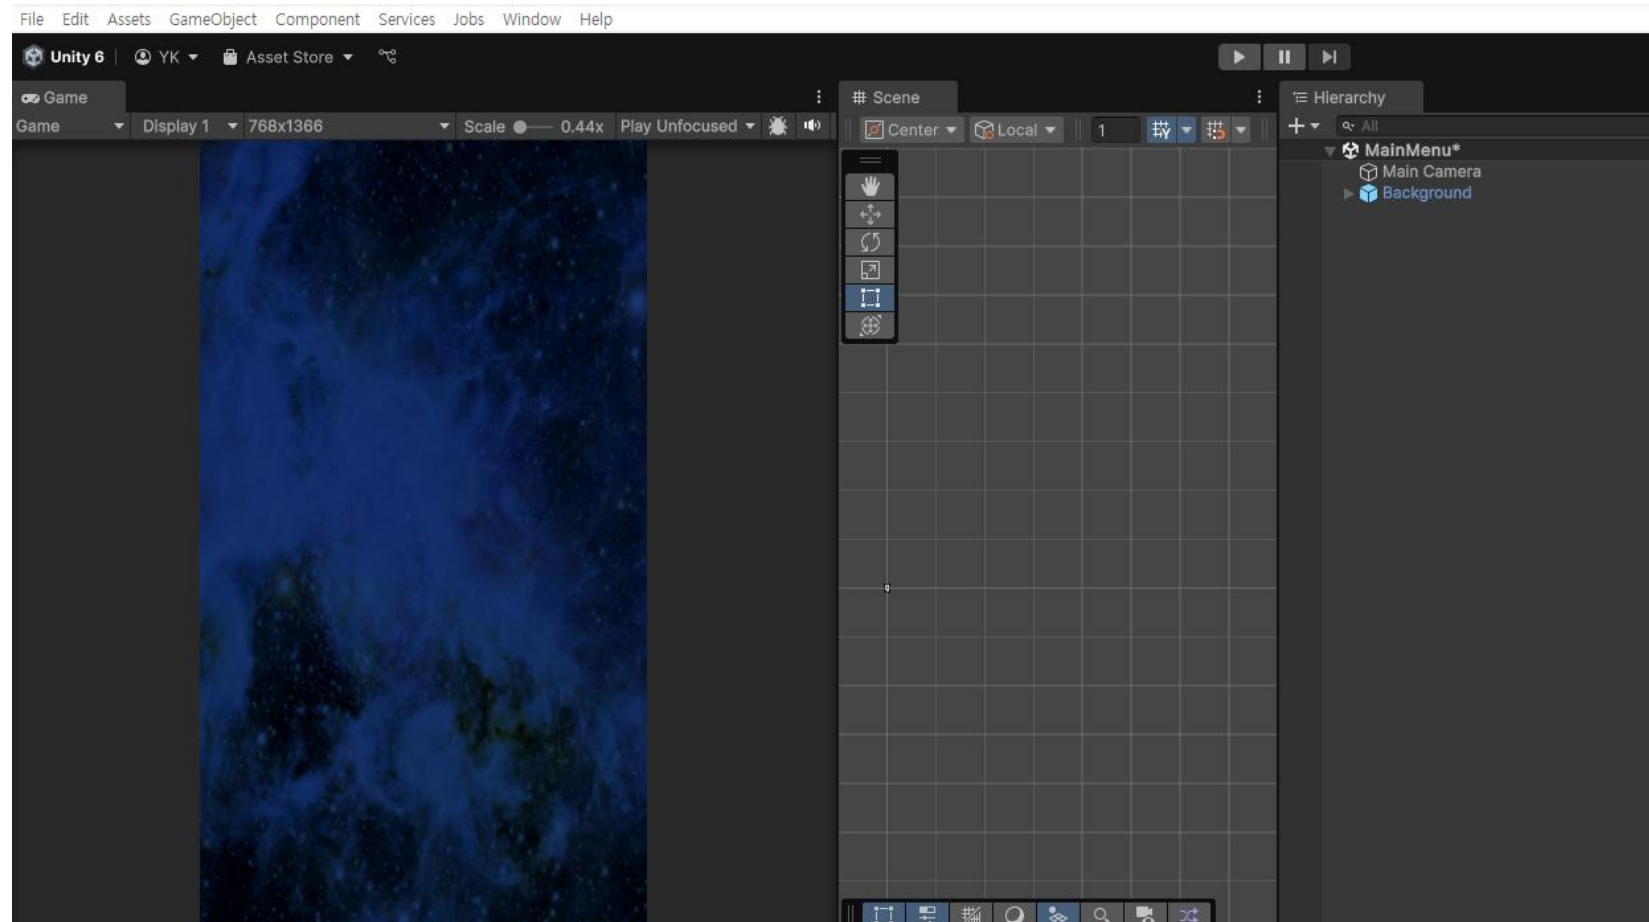 File Edit Assets GameObject Component Services Jobs Window Help
Unity 6 YK Asset Store
Game
Game Display 1 768x1366 Scale 0.44x Play Unfocused
Scene
Center Local 1
Hierarchy
All
MainMenu*
Main Camera
Background